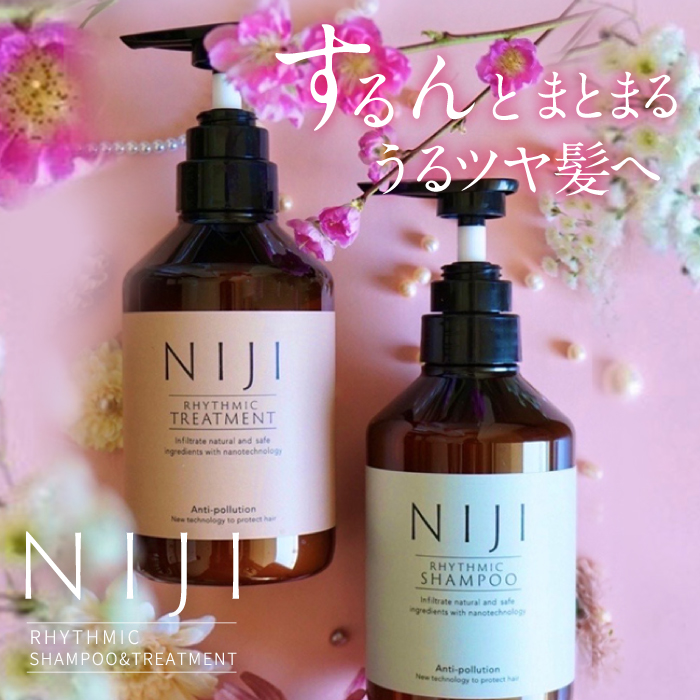 するんとまとまる
うるツヤ髪へ
NIJI
RHYTHMIC
TREATMENT
Infiltrate natural and safe
ingredients with nanotechnology
Anti-pollution
New technology to protect hair
NIJI
RHYTHMIC
SHAMPOO
Infiltrate natural and safe
ingredients with nanotechnology
Anti-pollution
New technology to protect hair
NIJI
RHYTHMIC
SHAMPOO&TREATMENT